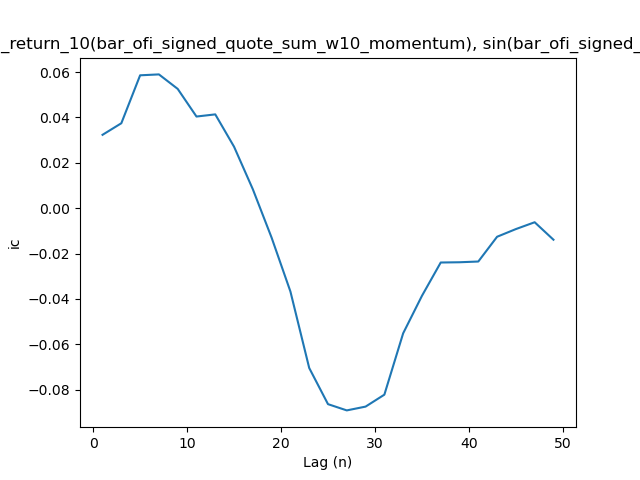 _return_10(bar_ofi_signed_quote_sum_w10_momentum), sin(bar_ofi_signed_
0.06
0.04
0.02
0.00
−0.02
−0.04
−0.06
−0.08
ic
0 10 20 30 40 50
Lag (n)